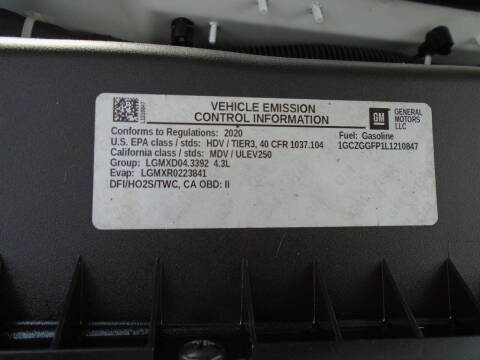 VEHICLE EMISSION
CONTROL INFORMATION
GM
GENERAL
MOTORS
LLC
Conforms to Regulations: 2020
Fuel: Gasoline
U.S. EPA class / stds: HDV / TIER3, 40 CFR 1037.104
1GCZGGFP1L1210847
California class / stds: MDV / ULEV250
Group: LGMXD04.3392 4.3L
Evap: LGMXR0223841
DFI/HO2S/TWC, CA OBD: II